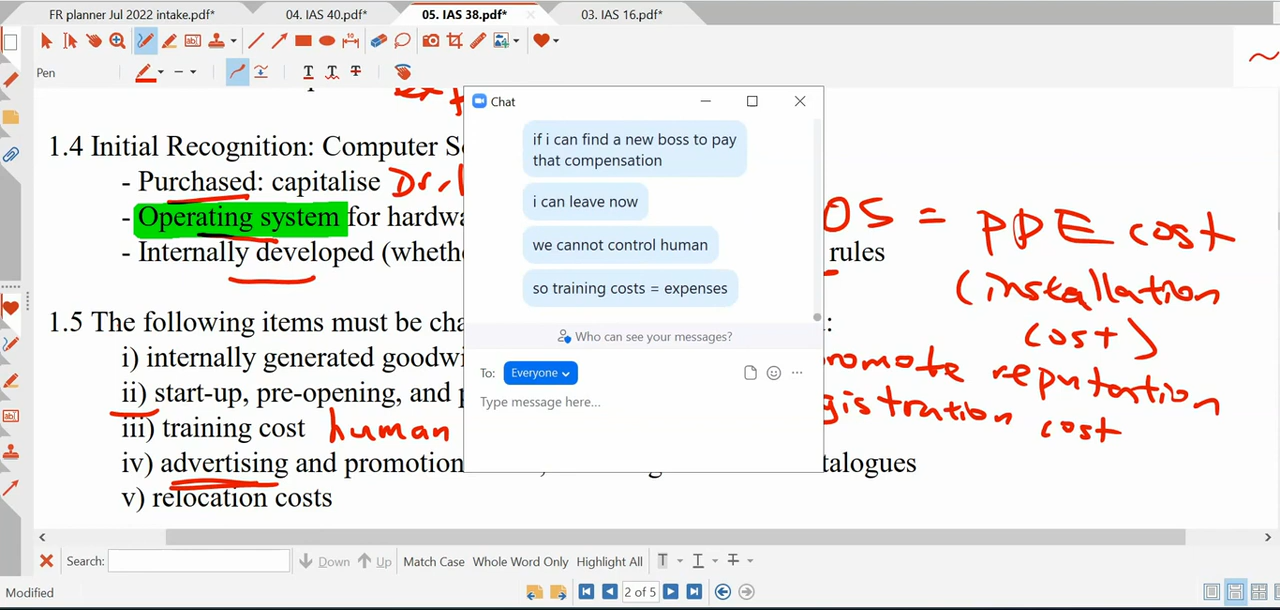 FR planner Jul 2022 intake.pdf*
04. IAS 40.pdf*
05. IAS 38.pdf*
03. IAS 16.pdf*
Pen
1.4 Initial Recognition: Computer S
- Purchased: capitalise Dr.
- Operating system for hardwa
OS = PPE cost
- Internally developed (wheth
rules
(installation
cost)
1.5 The following items must be cha
i) internally generated goodwi
romote reputation
ii) start-up, pre-opening, and p
gistration cost
iii) training cost human
iv) advertising and promotion
talogues
v) relocation costs
Chat
if i can find a new boss to pay
that compensation
i can leave now
we cannot control human
so training costs = expenses
Who can see your messages?
To: Everyone
Type message here...
Search:
Down Up Match Case Whole Word Only Highlight All
Modified
2 of 5